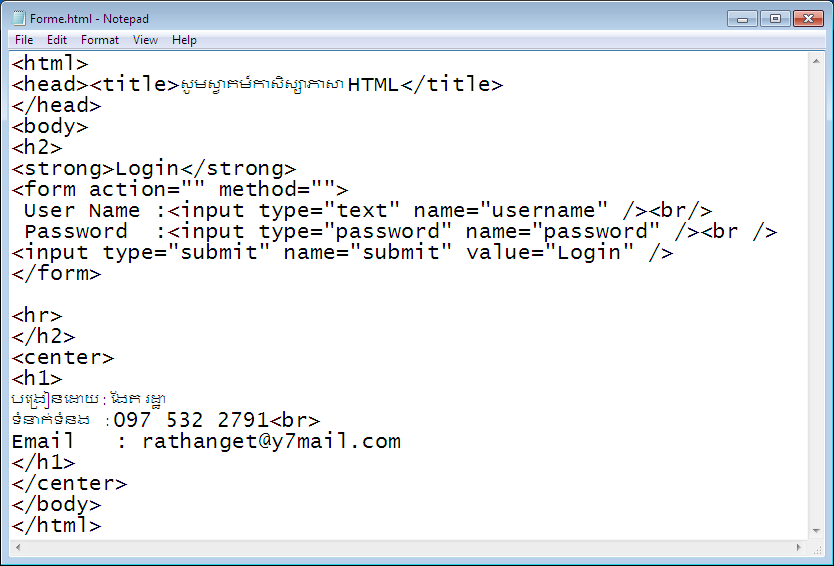 Forme.html - Notepad
File Edit Format View Help
<html>
<head><title>សូមស្វាគមន៍កាសិស្សាភាសា HTML</title>
</head>
<body>
<h2>
<strong>Login</strong>
<form action="" method="">
User Name :<input type="text" name="username" /><br/>
Password  :<input type="password" name="password" /><br />
<input type="submit" name="submit" value="Login" />
</form>
<hr>
</h2>
<center>
<h1>
បង្រៀនដោយ : ងែត រដ្ឋា
ទំនាក់ទំនង :097 532 2791<br>
Email   : rathanget@y7mail.com
</h1>
</center>
</body>
</html>